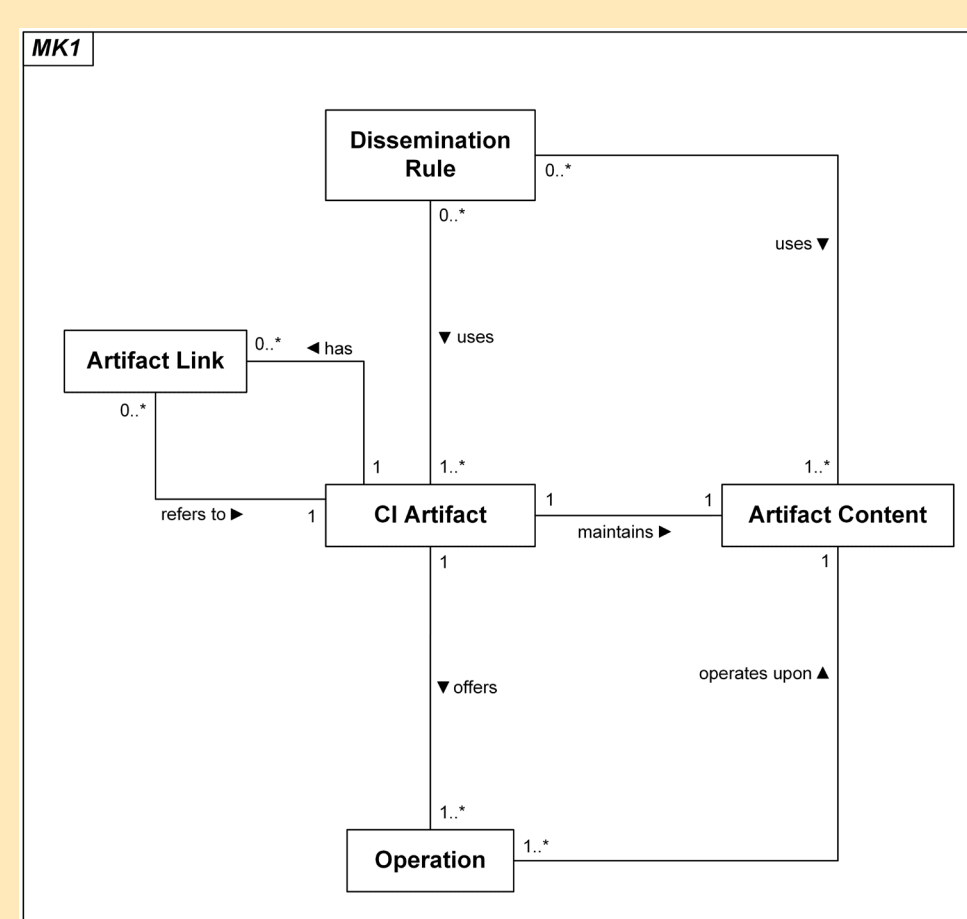 MK1
Dissemination
Rule
0..*
0..*
uses ▼
▼ uses
Artifact Link
0..*
◄ has
0..*
1
1..*
1..*
refers to ►
1
CI Artifact
1
maintains ►
1
Artifact Content
1
1
▼ offers
operates upon ▲
1..*
Operation
1..*